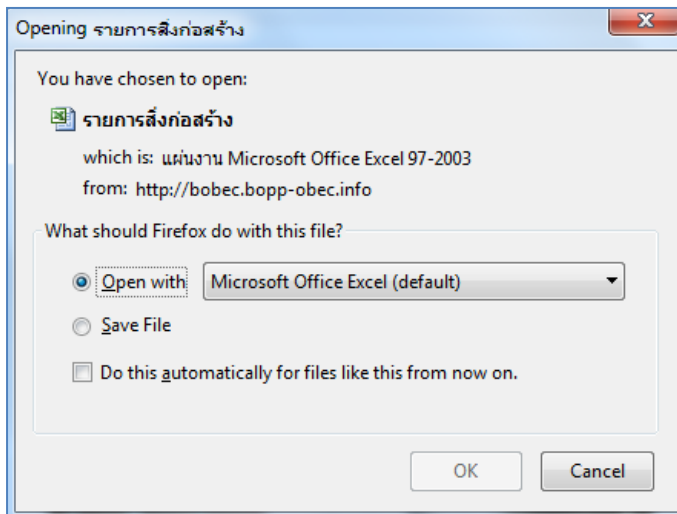 Opening รายการสิ่งก่อสร้าง
You have chosen to open:
รายการสิ่งก่อสร้าง
which is: แผ่นงาน Microsoft Office Excel 97-2003
from: http://bobec.bopp-obec.info
What should Firefox do with this file?
Open with Microsoft Office Excel (default)
Save File
Do this automatically for files like this from now on.
OK Cancel